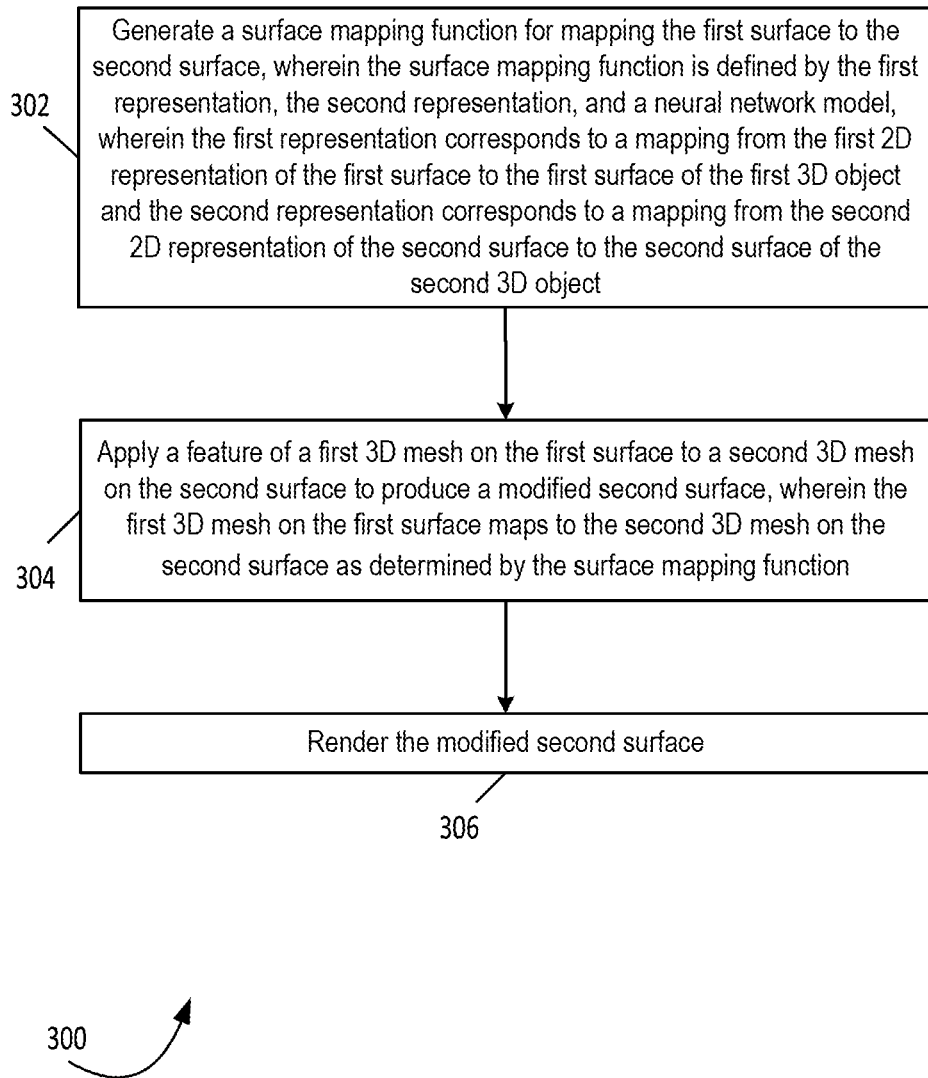 Generate a surface mapping function for mapping the first surface to the
second surface, wherein the surface mapping function is defined by the first
representation, the second representation, and a neural network model,
wherein the first representation corresponds to a mapping from the first 2D
representation of the first surface to the first surface of the first 3D object
and the second representation corresponds to a mapping from the second
2D representation of the second surface to the second surface of the
second 3D object
302
Apply a feature of a first 3D mesh on the first surface to a second 3D mesh
on the second surface to produce a modified second surface, wherein the
first 3D mesh on the first surface maps to the second 3D mesh on the
second surface as determined by the surface mapping function
304
Render the modified second surface
306
300